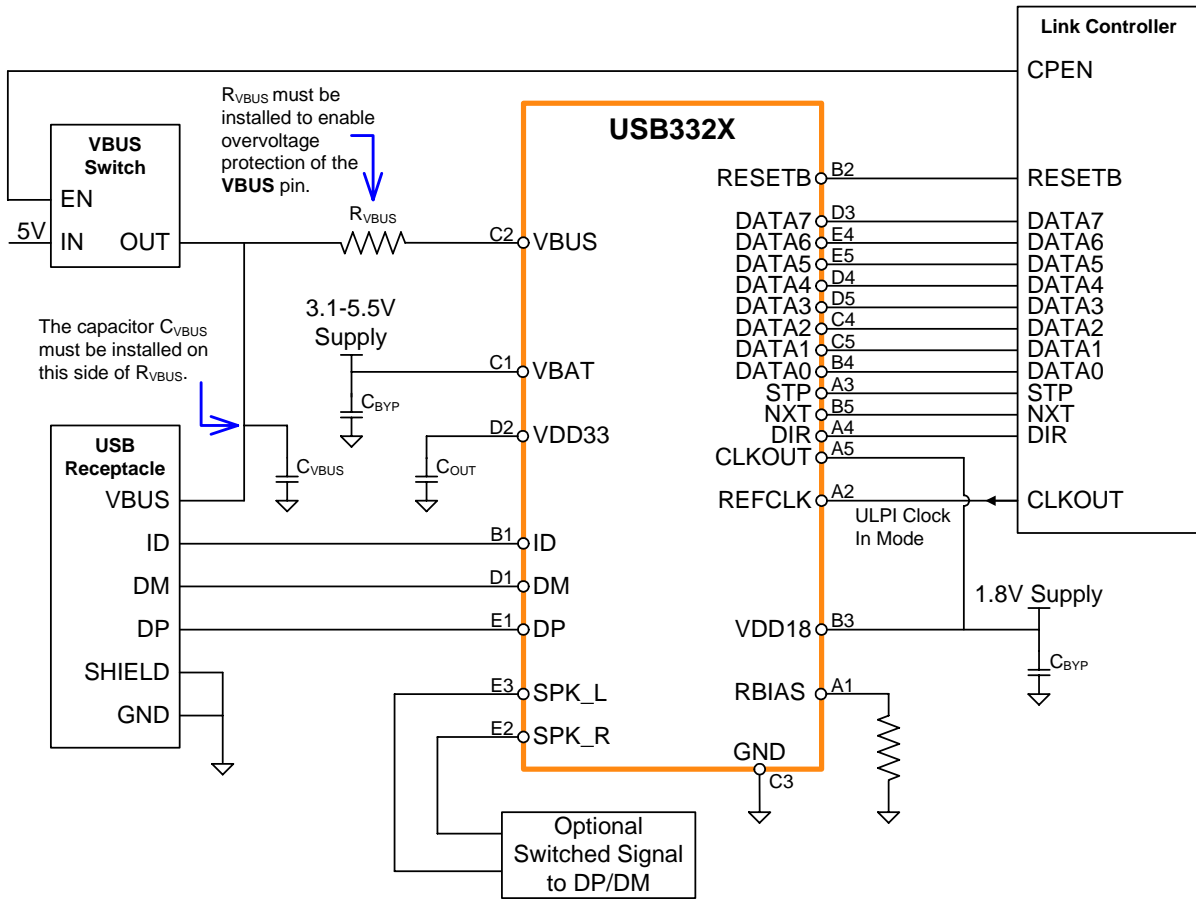 Link Controller
CPEN
RESETB
DATA7
DATA6
DATA5
DATA4
DATA3
DATA2
DATA1
DATA0
STP
NXT
DIR
CLKOUT
VBUS
Switch
EN
5V
IN
OUT
RVBUS must be
installed to enable
overvoltage
protection of the
VBUS pin.
RVBUS
The capacitor CVBUS
must be installed on
this side of RVBUS.
3.1-5.5V
Supply
CBYP
COUT
CVBUS
USB
Receptacle
VBUS
ID
DM
DP
SHIELD
GND
USB332X
C2
VBUS
C1
VBAT
D2
VDD33
B1
ID
D1
DM
E1
DP
E3
SPK_L
E2
SPK_R
RESETB
B2
DATA7
D3
DATA6
E4
DATA5
E5
DATA4
D4
DATA3
D5
DATA2
C4
DATA1
C5
DATA0
B4
STP
A3
NXT
B5
DIR
A4
CLKOUT
A5
REFCLK
A2
ULPI Clock
In Mode
VDD18
B3
1.8V Supply
CBYP
RBIAS
A1
GND
C3
Optional
Switched Signal
to DP/DM